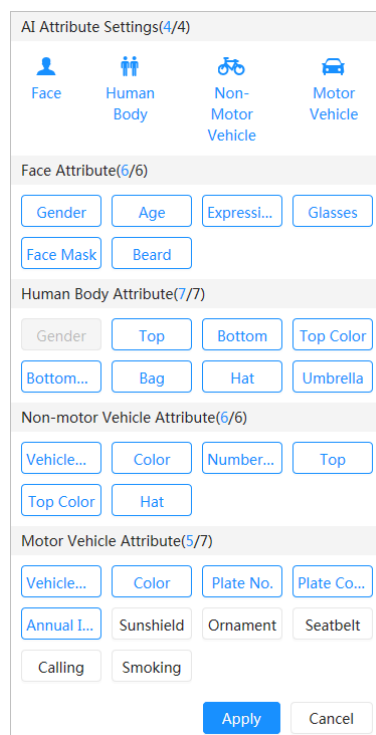 AI Attribute Settings(4/4)
Face Human Non- Motor
Body Motor Vehicle
Vehicle
Face Attribute(6/6)
Gender Age Expressi... Glasses
Face Mask Beard
Human Body Attribute(7/7)
Gender Top Bottom Top Color
Bottom... Bag Hat Umbrella
Non-motor Vehicle Attribute(6/6)
Vehicle... Color Number... Top
Top Color Hat
Motor Vehicle Attribute(5/7)
Vehicle... Color Plate No. Plate Co...
Annual I... Sunshield Ornament Seatbelt
Calling Smoking
Apply Cancel